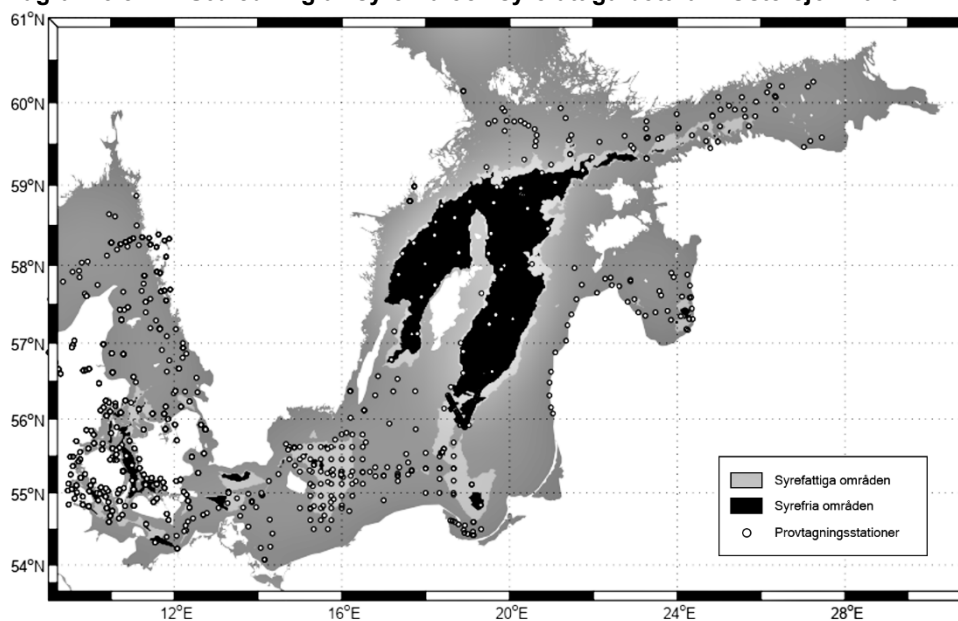 61°N
60°N
59°N
58°N
57°N
56°N
55°N
54°N
12°E
16°E
20°E
24°E
28°E
Syrefattiga områden
Syrefria områden
Provtagningsstationer